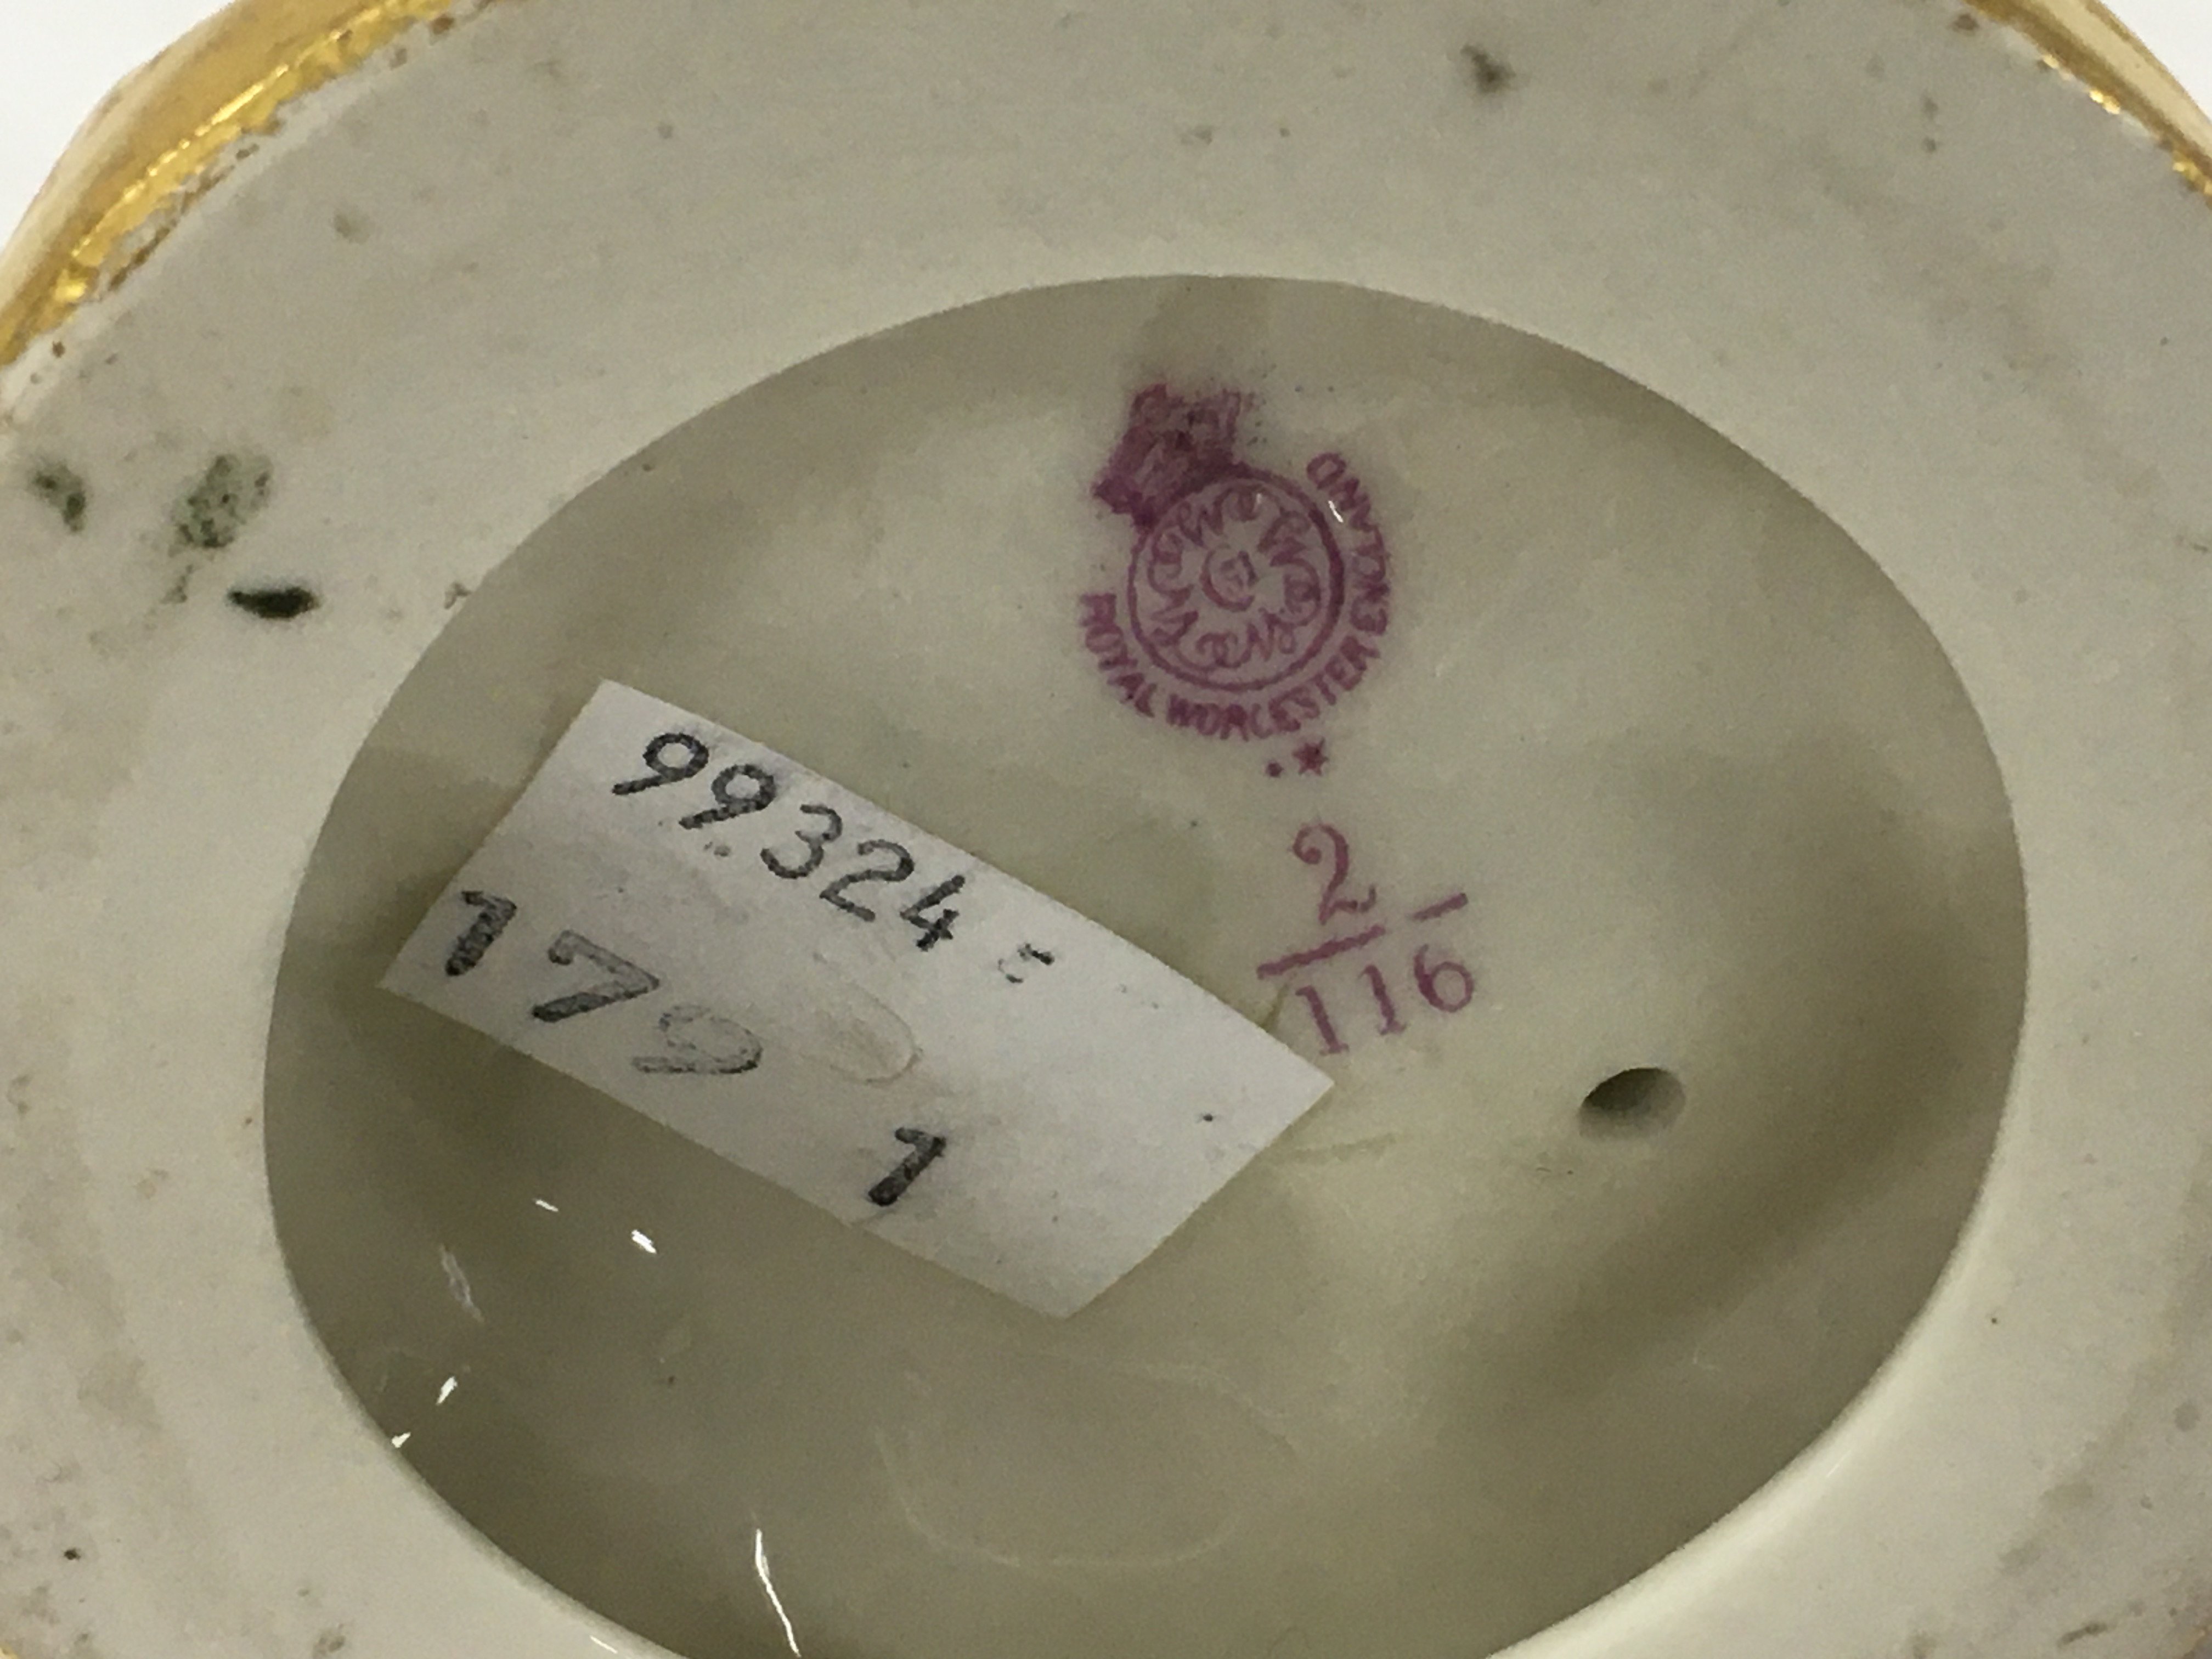 ROYAL WORCESTER ENGLAND
2
116
99324
179 1